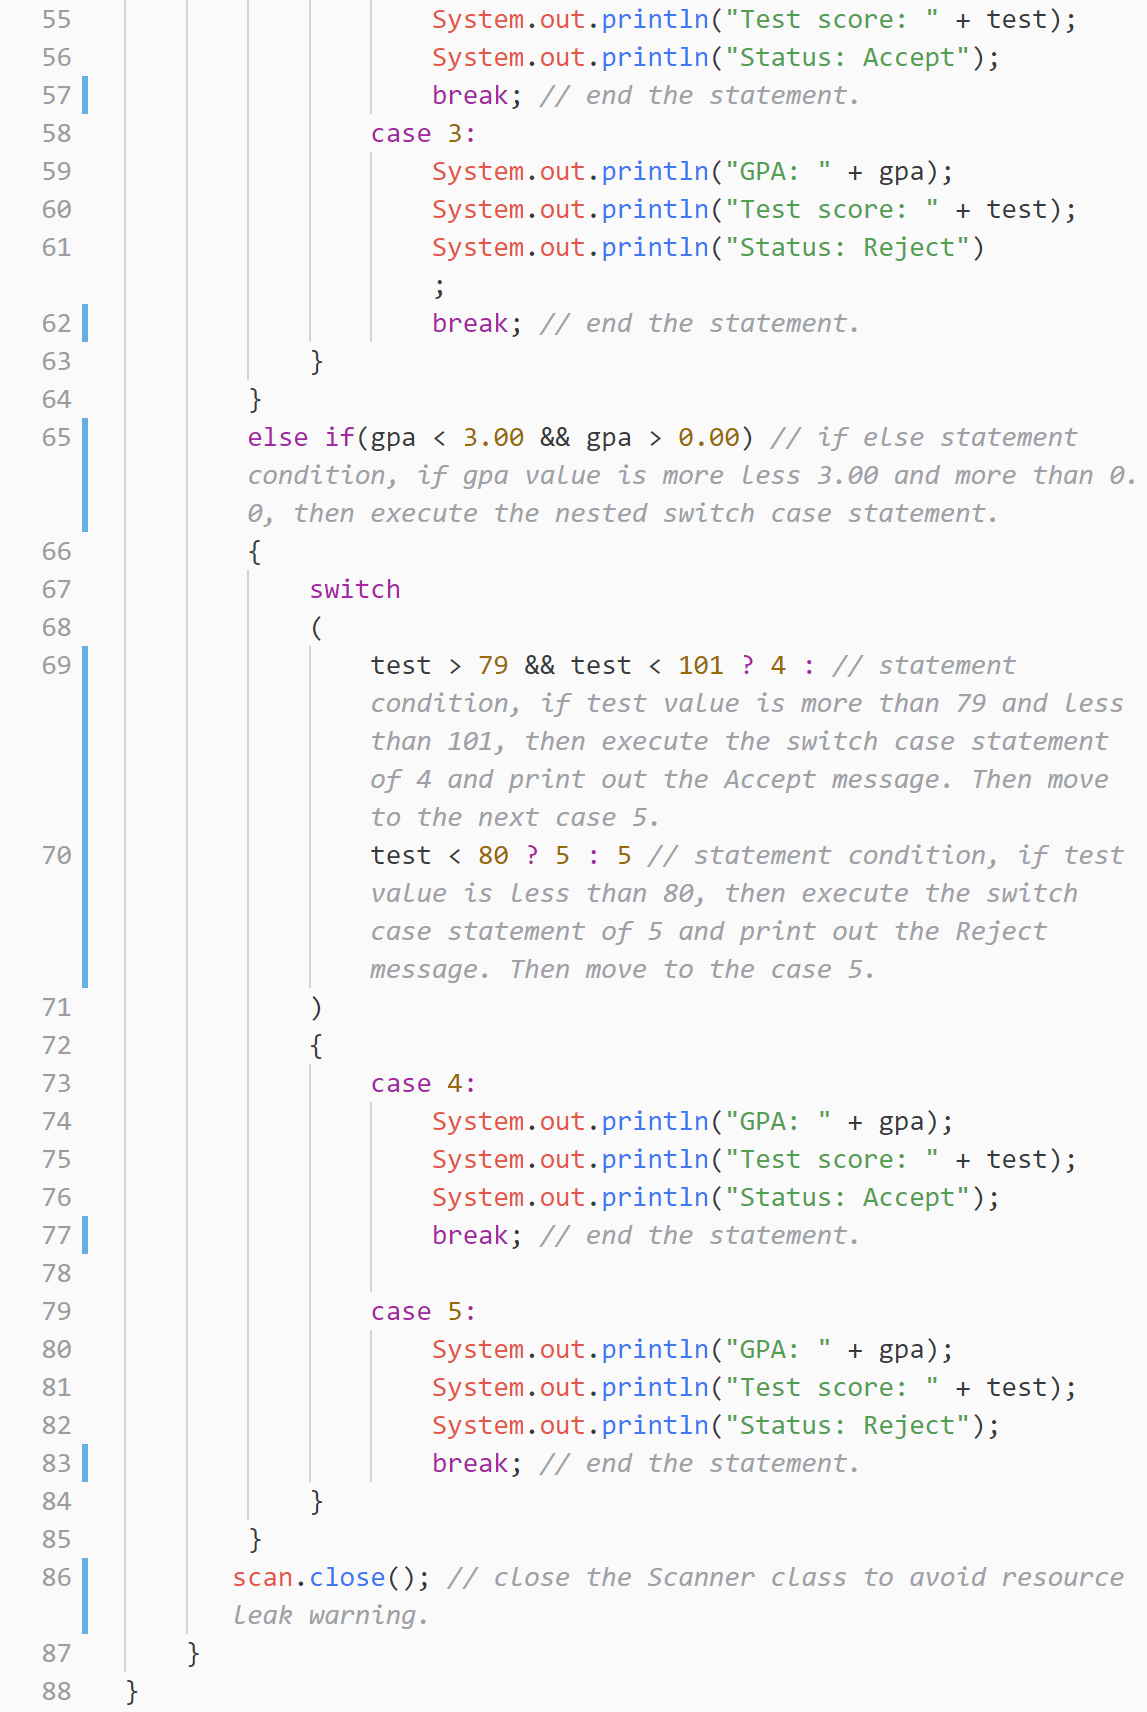 55 System.out.println("Test score: " + test);
56 System.out.println("Status: Accept");
57 break; // end the statement.
58 case 3:
59 System.out.println("GPA: " + gpa);
60 System.out.println("Test score: " + test);
61 System.out.println("Status: Reject")
;
62 break; // end the statement.
63 }
64 }
65 else if(gpa < 3.00 && gpa > 0.00) // if else statement
condition, if gpa value is more less 3.00 and more than 0.
0, then execute the nested switch case statement.
66 {
67 switch
68 (
69 test > 79 && test < 101 ? 4 : // statement
condition, if test value is more than 79 and less
than 101, then execute the switch case statement
of 4 and print out the Accept message. Then move
to the next case 5.
70 test < 80 ? 5 : 5 // statement condition, if test
value is less than 80, then execute the switch
case statement of 5 and print out the Reject
message. Then move to the case 5.
71 )
72 {
73 case 4:
74 System.out.println("GPA: " + gpa);
75 System.out.println("Test score: " + test);
76 System.out.println("Status: Accept");
77 break; // end the statement.
78
79 case 5:
80 System.out.println("GPA: " + gpa);
81 System.out.println("Test score: " + test);
82 System.out.println("Status: Reject");
83 break; // end the statement.
84 }
85 }
86 scan.close(); // close the Scanner class to avoid resource
leak warning.
87 }
88 }